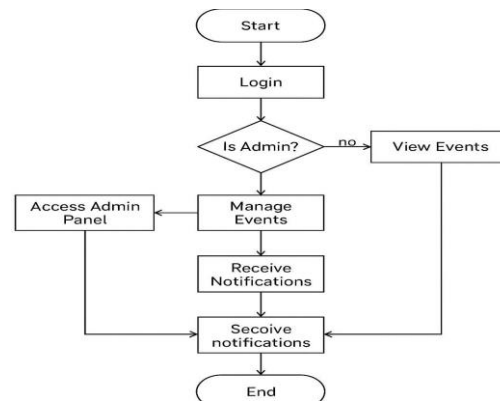 Start
Login
Is Admin?
no
View Events
Access Admin
Panel
Manage
Events
Receive
Notifications
Secoive
notifications
End